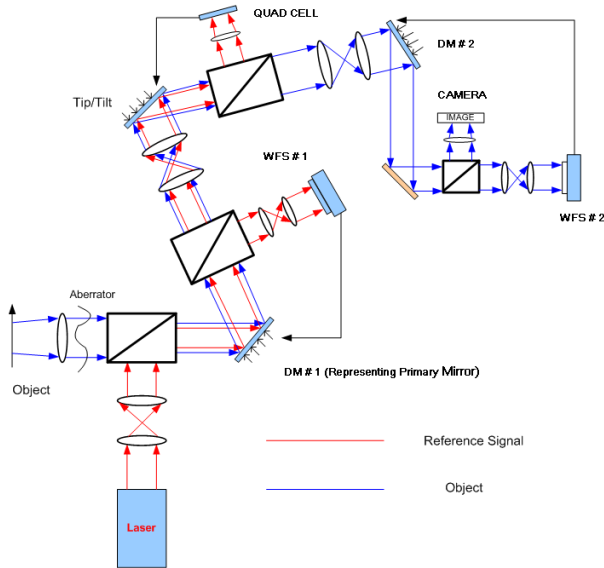 QUAD CELL
DM # 2
Tip/Tilt
CAMERA
IMAGE
WFS # 1
WFS # 2
Aberrator
Object
DM # 1 (Representing Primary Mirror)
Reference Signal
Object
Laser